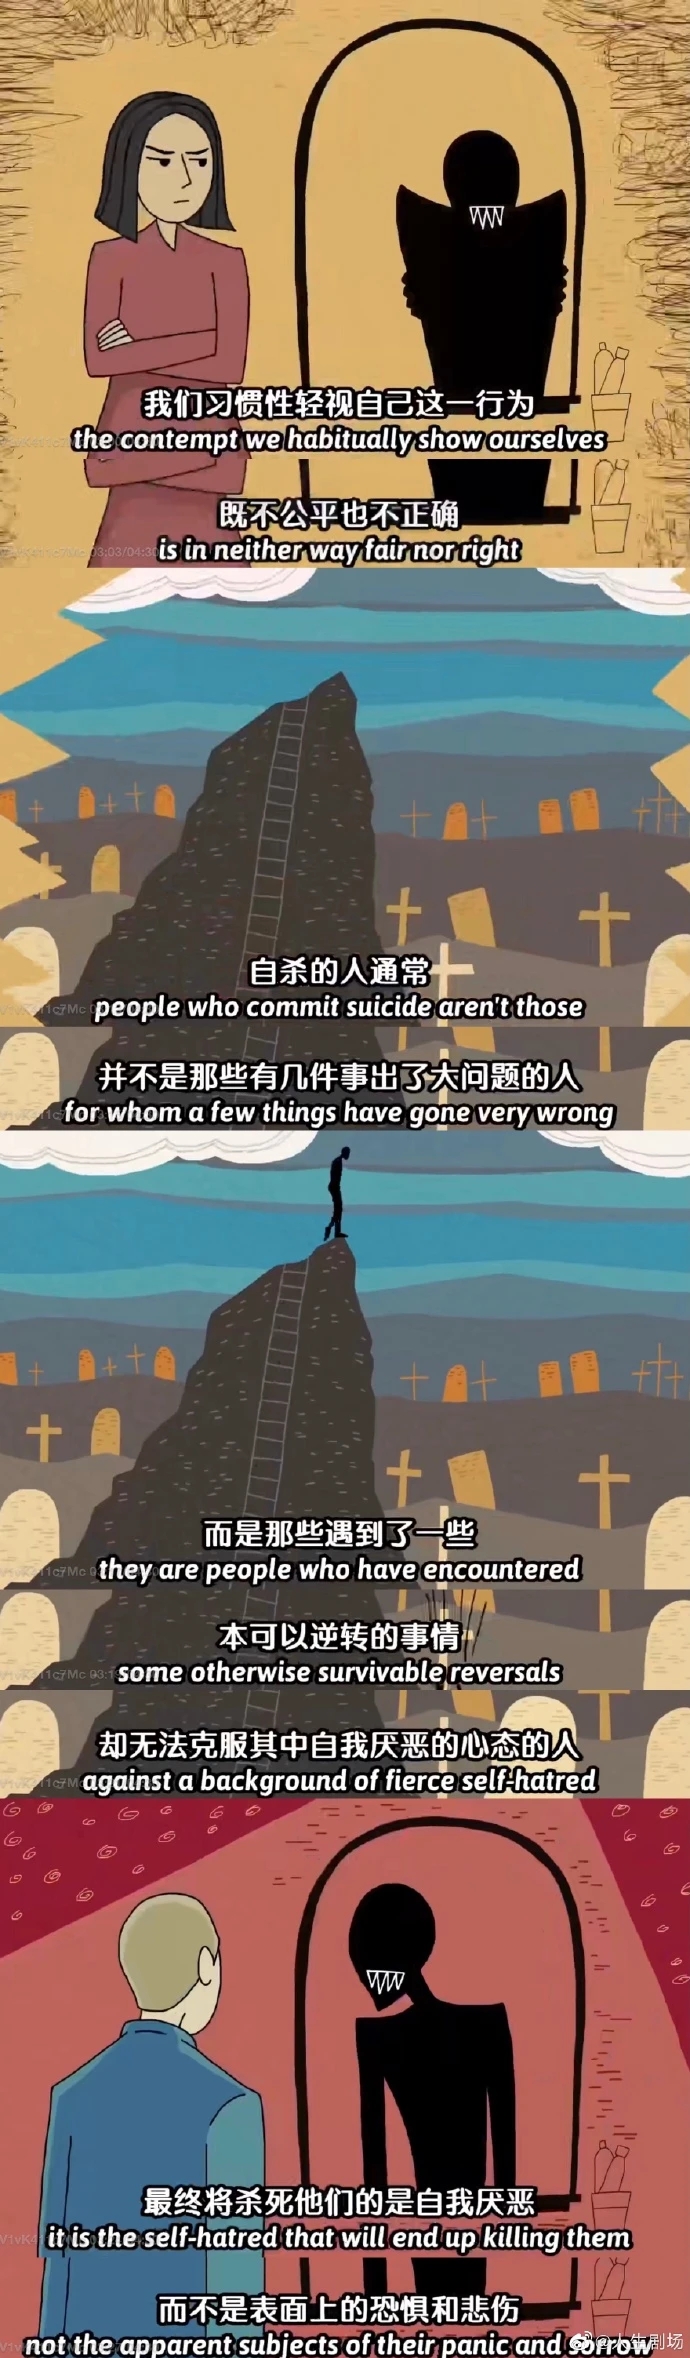 我们习惯性轻视自己这一行为
the contempt we habitually show ourselves
既不公平也不正确
03:03/04:30
is in neither way fair nor right
自杀的人通常
people who commit suicide aren't those
并不是那些有几件事出了大问题的人
for whom a few things have gone very wrong
而是那些遇到了一些
they are people who have encountered
本可以逆转的事情
some otherwise survivable reversals
却无法克服其中自我厌恶的心态的人
against a background of fierce self-hatred
最终将杀死他们的是自我厌恶
it is the self-hatred that will end up killing them
而不是表面上的恐惧和悲伤
not the apparent subjects of their panic and sorrow
@人生剧场